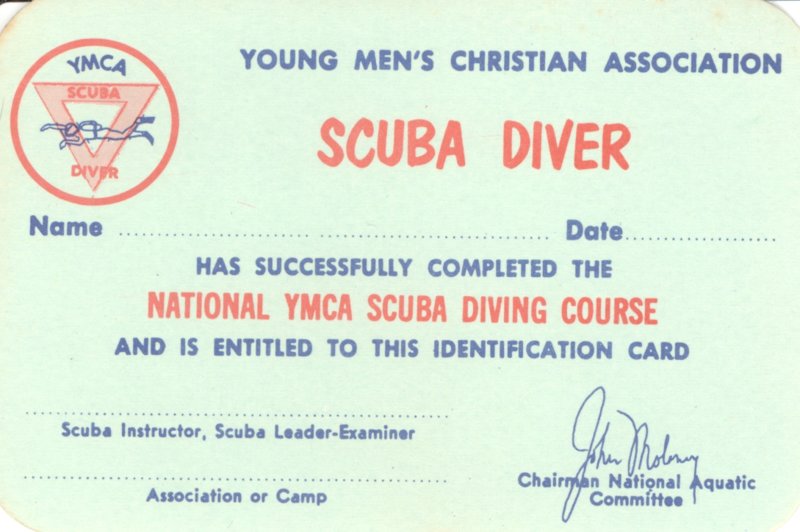 YMCA
SCUBA
DIVER
YOUNG MEN'S CHRISTIAN ASSOCIATION
SCUBA DIVER
Name ........................................ Date........................
HAS SUCCESSFULLY COMPLETED THE
NATIONAL YMCA SCUBA DIVING COURSE
AND IS ENTITLED TO THIS IDENTIFICATION CARD
Scuba Instructor, Scuba Leader-Examiner
Association or Camp
John Moloney
Chairman National Aquatic
Committee